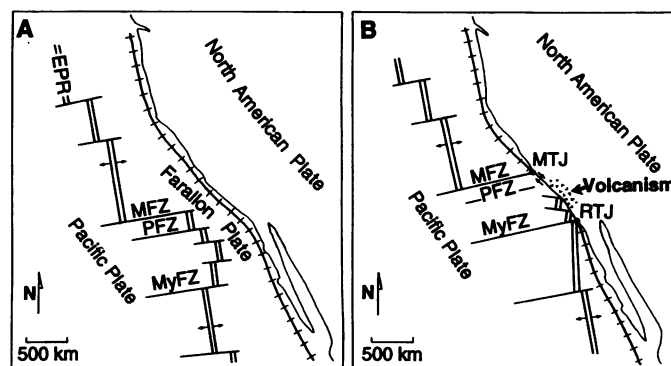 A
=EPR=
North American Plate
Farallon Plate
MFZ
PFZ
Pacific Plate
MyFZ
N
500 km
B
North American Plate
MTJ
MFZ
Volcanism
PFZ
RTJ
MyFZ
Pacific Plate
N
500 km